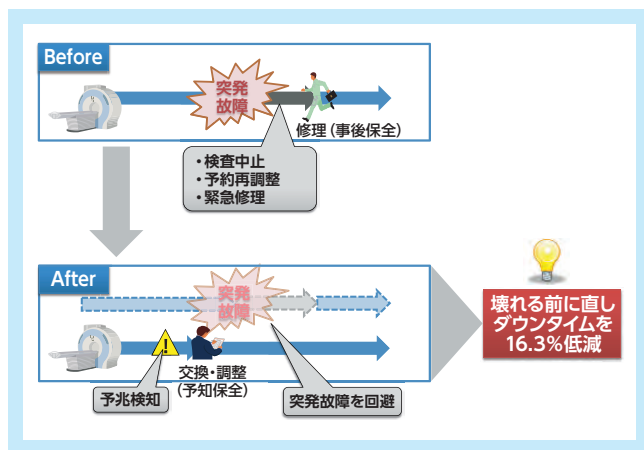 Before
突発
故障
修理（事後保全）
・検査中止
・予約再調整
・緊急修理
After
突発
故障
!
予兆検知
交換・調整
（予知保全）
突発故障を回避
壊れる前に直し
ダウンタイムを
16.3%低減